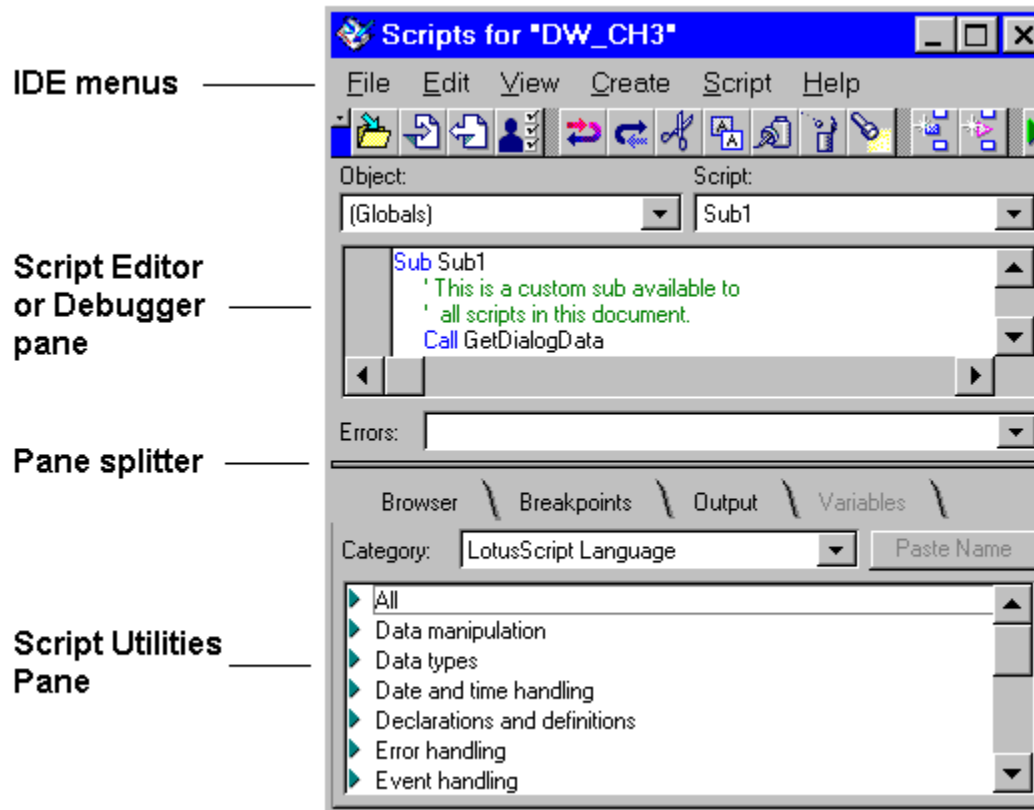 Scripts for "DW_CH3"
IDE menus
File Edit View Create Script Help
Object: Script:
(Globals) Sub1
Script Editor
or Debugger
pane
Sub Sub1
' This is a custom sub available to
' all scripts in this document.
Call GetDialogData
Errors:
Pane splitter
Browser Breakpoints Output Variables
Category: LotusScript Language Paste Name
Script Utilities
Pane
All
Data manipulation
Data types
Date and time handling
Declarations and definitions
Error handling
Event handling